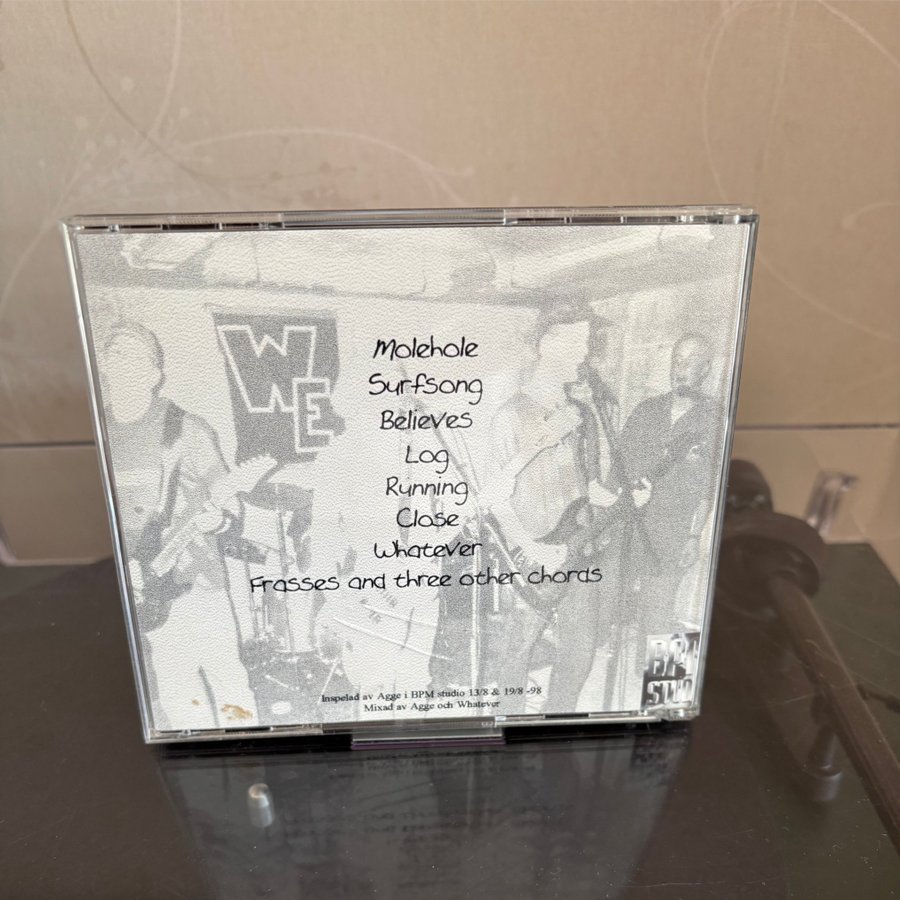 WWE
Molehole
Surfsong
Believes
Log
Running
Close
Whatever
Frasses and three other chords
Inspelad av Agge i BPM studio 13/8 & 19/8 -98
Mixad av Agge och Whatever